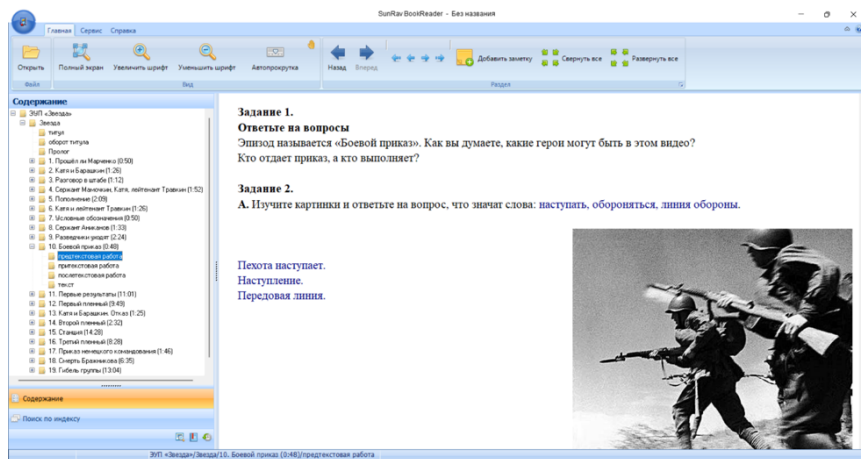 SunRav BookReader - Без названия
Главная Сервис Справка
Открыть Полный экран Увеличить шрифт Уменьшить шрифт Автопрокрутка Назад Вперед Добавить заметку Свернуть все Развернуть все
Файл Вид Раздел
Содержание
ЭУП «Звезда»
Звезда
титул
оборот титула
Пролог
1. Прошёл ли Марченко (0:50)
2. Катя и Барашкин (1:26)
3. Разговор в штабе (1:12)
4. Сержант Мамочкин, Катя, лейтенант Травкин (1:52)
5. Пополнение (2:09)
6. Катя и лейтенант Травкин (1:26)
7. Условные обозначения (0:50)
8. Сержант Аниканов (1:33)
9. Разведчики уходят (2:24)
10. Боевой приказ (0:48)
предтекстовая работа
притекстовая работа
послетекстовая работа
текст
11. Первые результаты (11:01)
12. Первый пленный (9:49)
13. Катя и Барашкин. Отказ (1:25)
14. Второй пленный (2:32)
15. Станция (14:28)
16. Третий пленный (8:28)
17. Приказ немецкого командования (1:46)
18. Смерть Бражникова (6:35)
19. Гибель группы (13:04)
Содержание
Поиск по индексу
Задание 1.
Ответьте на вопросы
Эпизод называется «Боевой приказ». Как вы думаете, какие герои могут быть в этом видео?
Кто отдает приказ, а кто выполняет?
Задание 2.
А. Изучите картинки и ответьте на вопрос, что значат слова: наступать, обороняться, линия обороны.
Пехота наступает.
Наступление.
Передовая линия.
ЭУП «Звезда»/Звезда/10. Боевой приказ (0:48)/предтекстовая работа